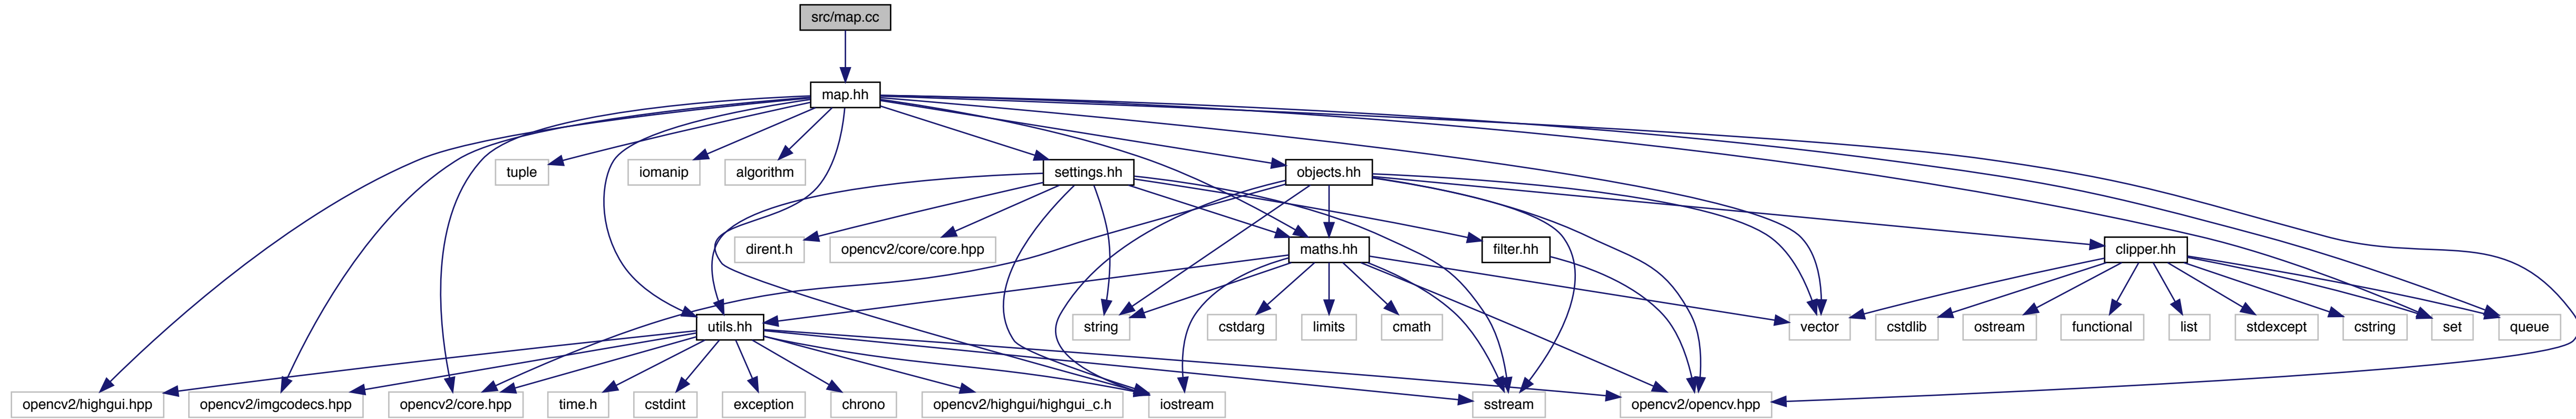 src/map.cc
map.hh
tuple
iomanip
algorithm
settings.hh
objects.hh
dirent.h
opencv2/core/core.hpp
maths.hh
filter.hh
clipper.hh
utils.hh
string
cstdarg
limits
cmath
vector
cstdlib
ostream
functional
list
stdexcept
cstring
set
queue
opencv2/highgui.hpp
opencv2/imgcodecs.hpp
opencv2/core.hpp
time.h
cstdint
exception
chrono
opencv2/highgui/highgui_c.h
iostream
sstream
opencv2/opencv.hpp